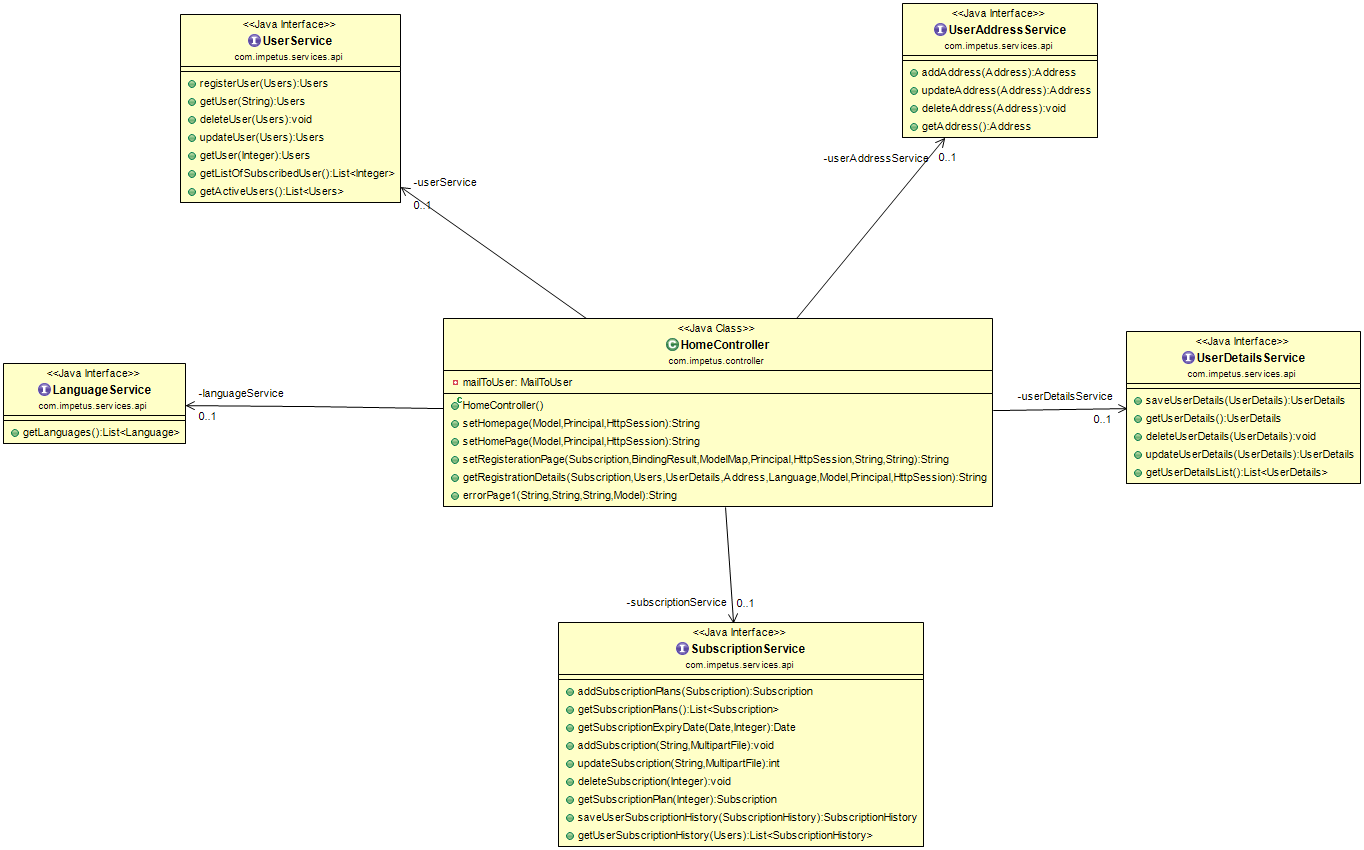 <<Java Interface>>
UserService
com.impetus.services.api
registerUser(Users):Users
getUser(String):Users
deleteUser(Users):void
updateUser(Users):Users
getUser(Integer):Users
getListOfSubscribedUser():List<Integer>
getActiveUsers():List<Users>
<<Java Interface>>
UserAddressService
com.impetus.services.api
addAddress(Address):Address
updateAddress(Address):Address
deleteAddress(Address):void
getAddress():Address
-userAddressService
0..1
-userService
0..1
<<Java Class>>
HomeController
com.impetus.controller
mailToUser: MailToUser
HomeController()
setHomepage(Model,Principal,HttpSession):String
setHomePage(Model,Principal,HttpSession):String
setRegisterationPage(Subscription,BindingResult,ModelMap,Principal,HttpSession,String,String):String
getRegistrationDetails(Subscription,Users,UserDetails,Address,Language,Model,Principal,HttpSession):String
errorPage1(String,String,String,Model):String
<<Java Interface>>
LanguageService
com.impetus.services.api
getLanguages():List<Language>
-languageService
0..1
-userDetailsService
0..1
<<Java Interface>>
UserDetailsService
com.impetus.services.api
saveUserDetails(UserDetails):UserDetails
getUserDetails():UserDetails
deleteUserDetails(UserDetails):void
updateUserDetails(UserDetails):UserDetails
getUserDetailsList():List<UserDetails>
-subscriptionService
0..1
<<Java Interface>>
SubscriptionService
com.impetus.services.api
addSubscriptionPlans(Subscription):Subscription
getSubscriptionPlans():List<Subscription>
getSubscriptionExpiryDate(Date,Integer):Date
addSubscription(String,MultipartFile):void
updateSubscription(String,MultipartFile):int
deleteSubscription(Integer):void
getSubscriptionPlan(Integer):Subscription
saveUserSubscriptionHistory(SubscriptionHistory):SubscriptionHistory
getUserSubscriptionHistory(Users):List<SubscriptionHistory>